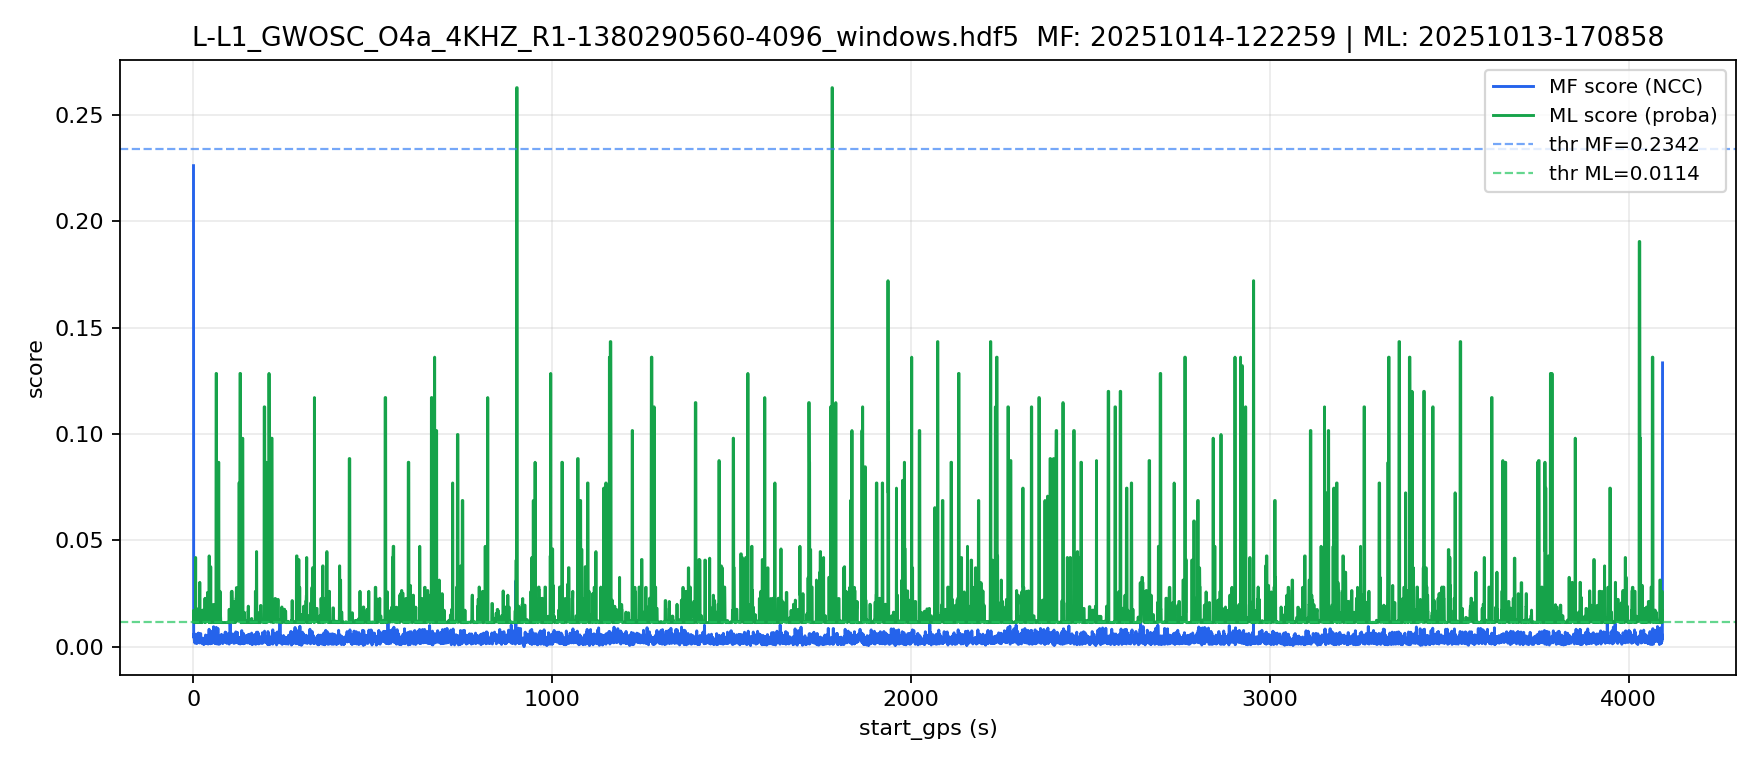 L-L1_GWOSC_O4a_4KHZ_R1-1380290560-4096_windows.hdf5  MF: 20251014-122259 | ML: 20251013-170858
MF score (NCC)
ML score (proba)
thr MF=0.2342
thr ML=0.0114
score
0.25
0.20
0.15
0.10
0.05
0.00
0
1000
2000
3000
4000
start_gps (s)